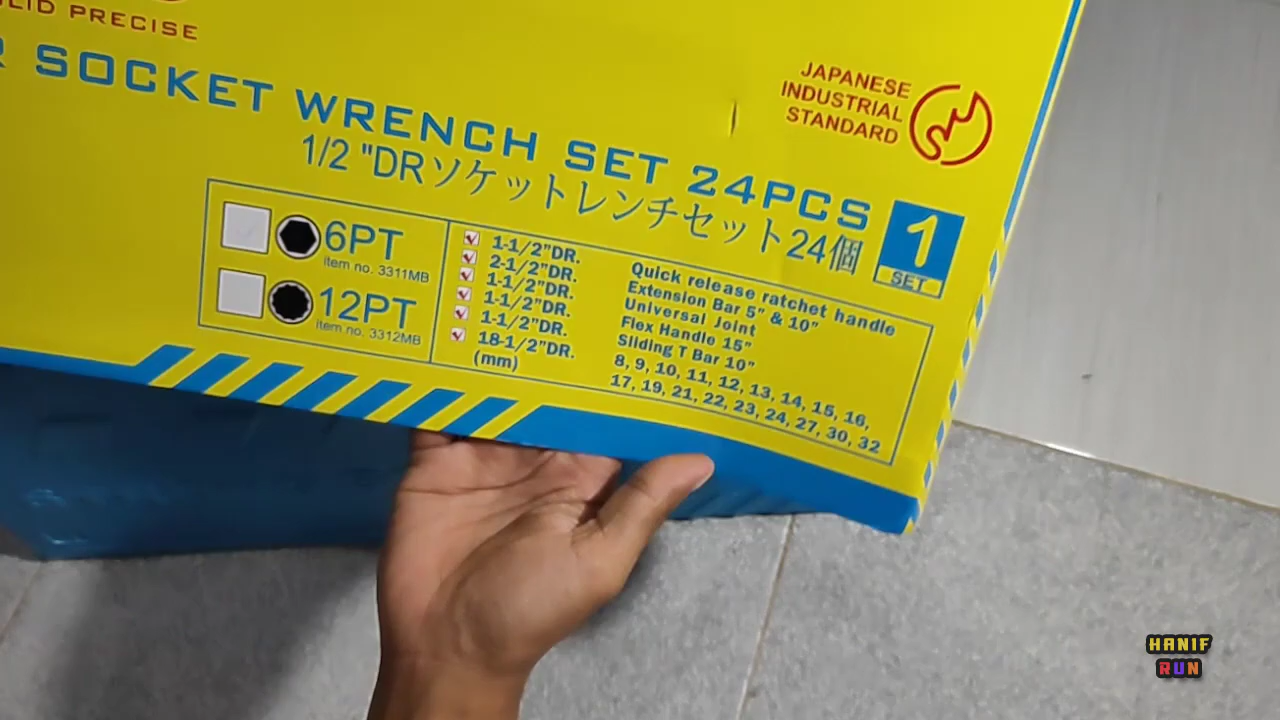 PRECISE
SOCKET WRENCH SET 24PCS
1/2 "DRソケットレンチセット24個
JAPANESE
INDUSTRIAL
STANDARD
1
SET
6PT
item no. 3311MB
12PT
item no. 3312MB
1-1/2"DR. Quick release ratchet handle
2-1/2"DR. Extension Bar 5" & 10"
1-1/2"DR. Universal Joint
1-1/2"DR. Flex Handle 15"
1-1/2"DR. Sliding T Bar 10"
18-1/2"DR. 8, 9, 10, 11, 12, 13, 14, 15, 16,
(mm) 17, 19, 21, 22, 23, 24, 27, 30, 32
HANIF
RUN